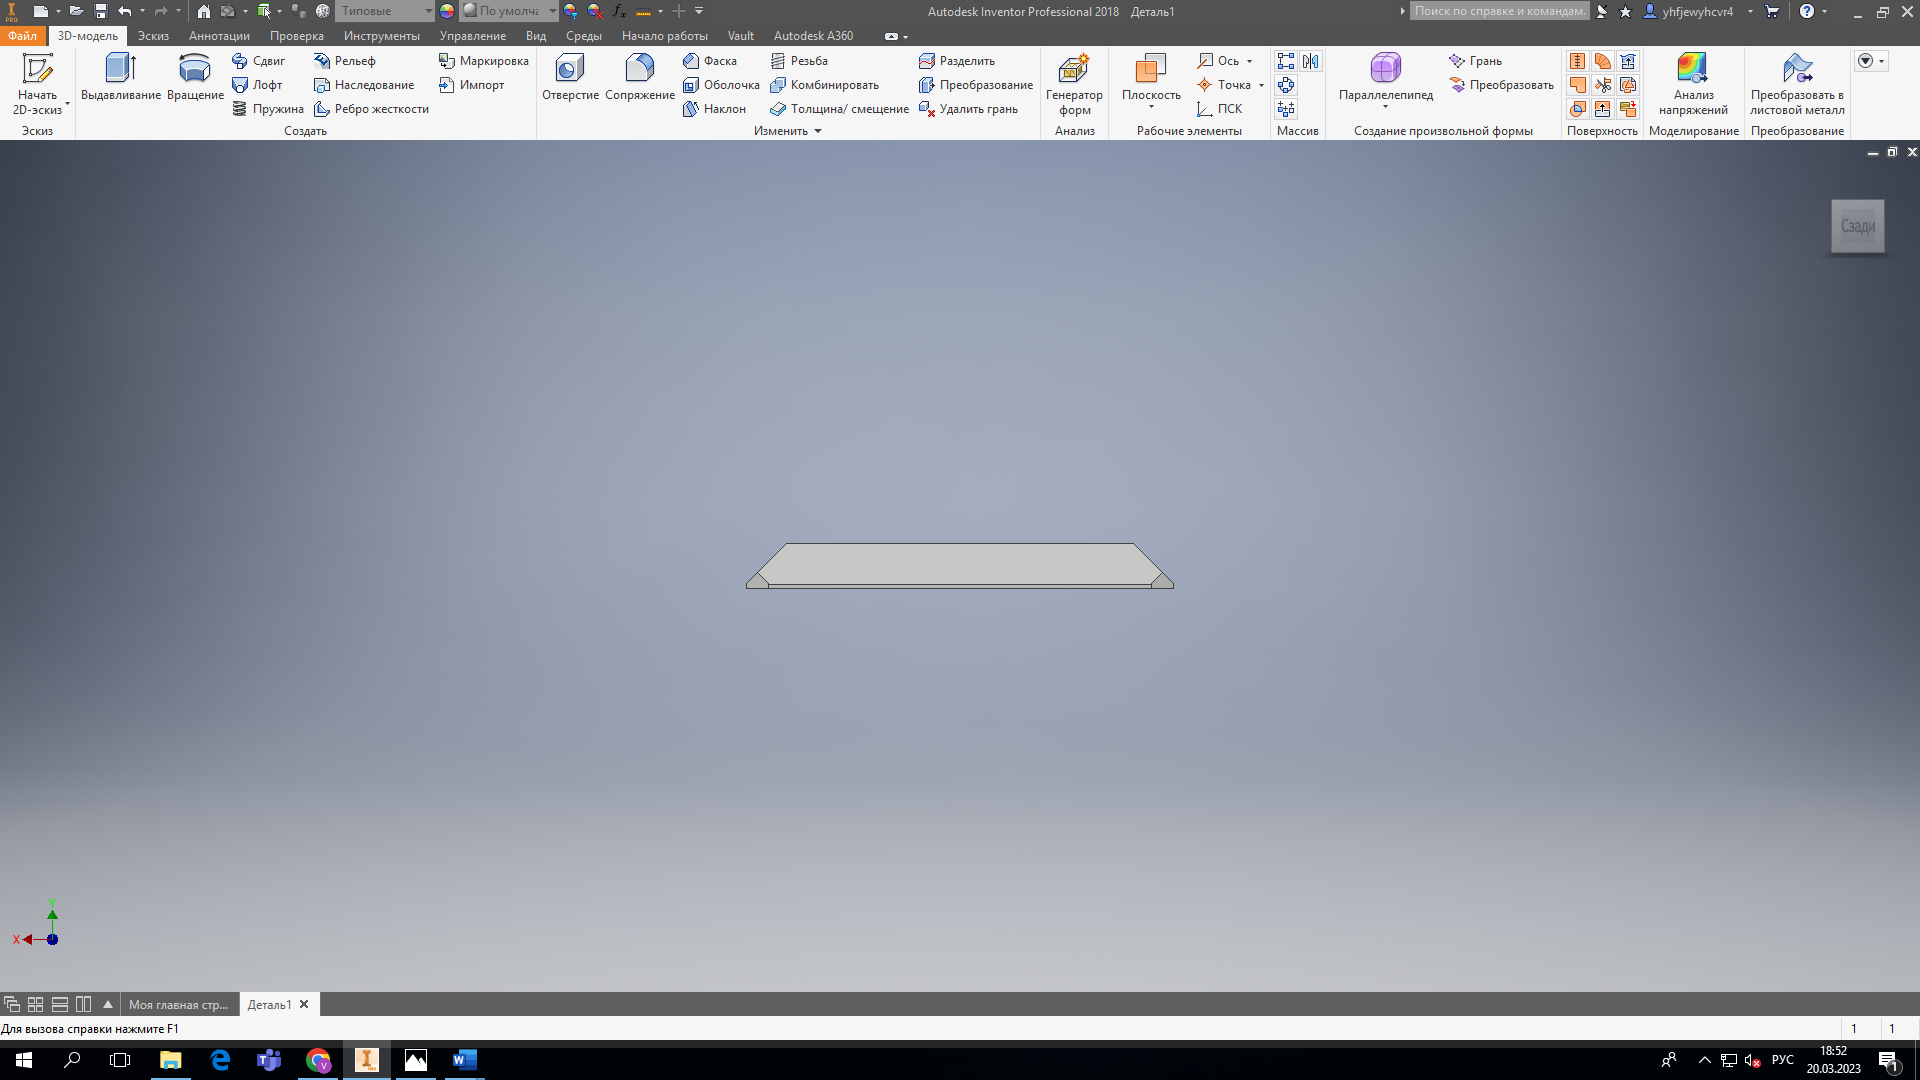 Типовые По умолча Autodesk Inventor Professional 2018 Деталь1 Поиск по справке и командам. yhfjewyhcvr4
PRO
Файл 3D-модель Эскиз Аннотации Проверка Инструменты Управление Вид Среды Начало работы Vault Autodesk A360
Начать
2D-эскиз
Эскиз
Выдавливание
Вращение
Сдвиг
Лофт
Пружина
Рельеф
Наследование
Ребро жесткости
Маркировка
Импорт
Создать
Отверстие
Сопряжение
Фаска
Оболочка
Наклон
Резьба
Комбинировать
Толщина/ смещение
Разделить
Преобразование
Удалить грань
Изменить
Генератор
форм
Анализ
Плоскость
Ось
Точка
ПСК
Рабочие элементы
Массив
Параллелепипед
Грань
Преобразовать
Создание произвольной формы
Поверхность
Анализ
напряжений
Моделирование
Преобразовать в
листовой металл
Преобразование
Сзади
Y
X
Моя главная стр... Деталь1
Для вызова справки нажмите F1 1 1
РУС 18:52
20.03.2023
1